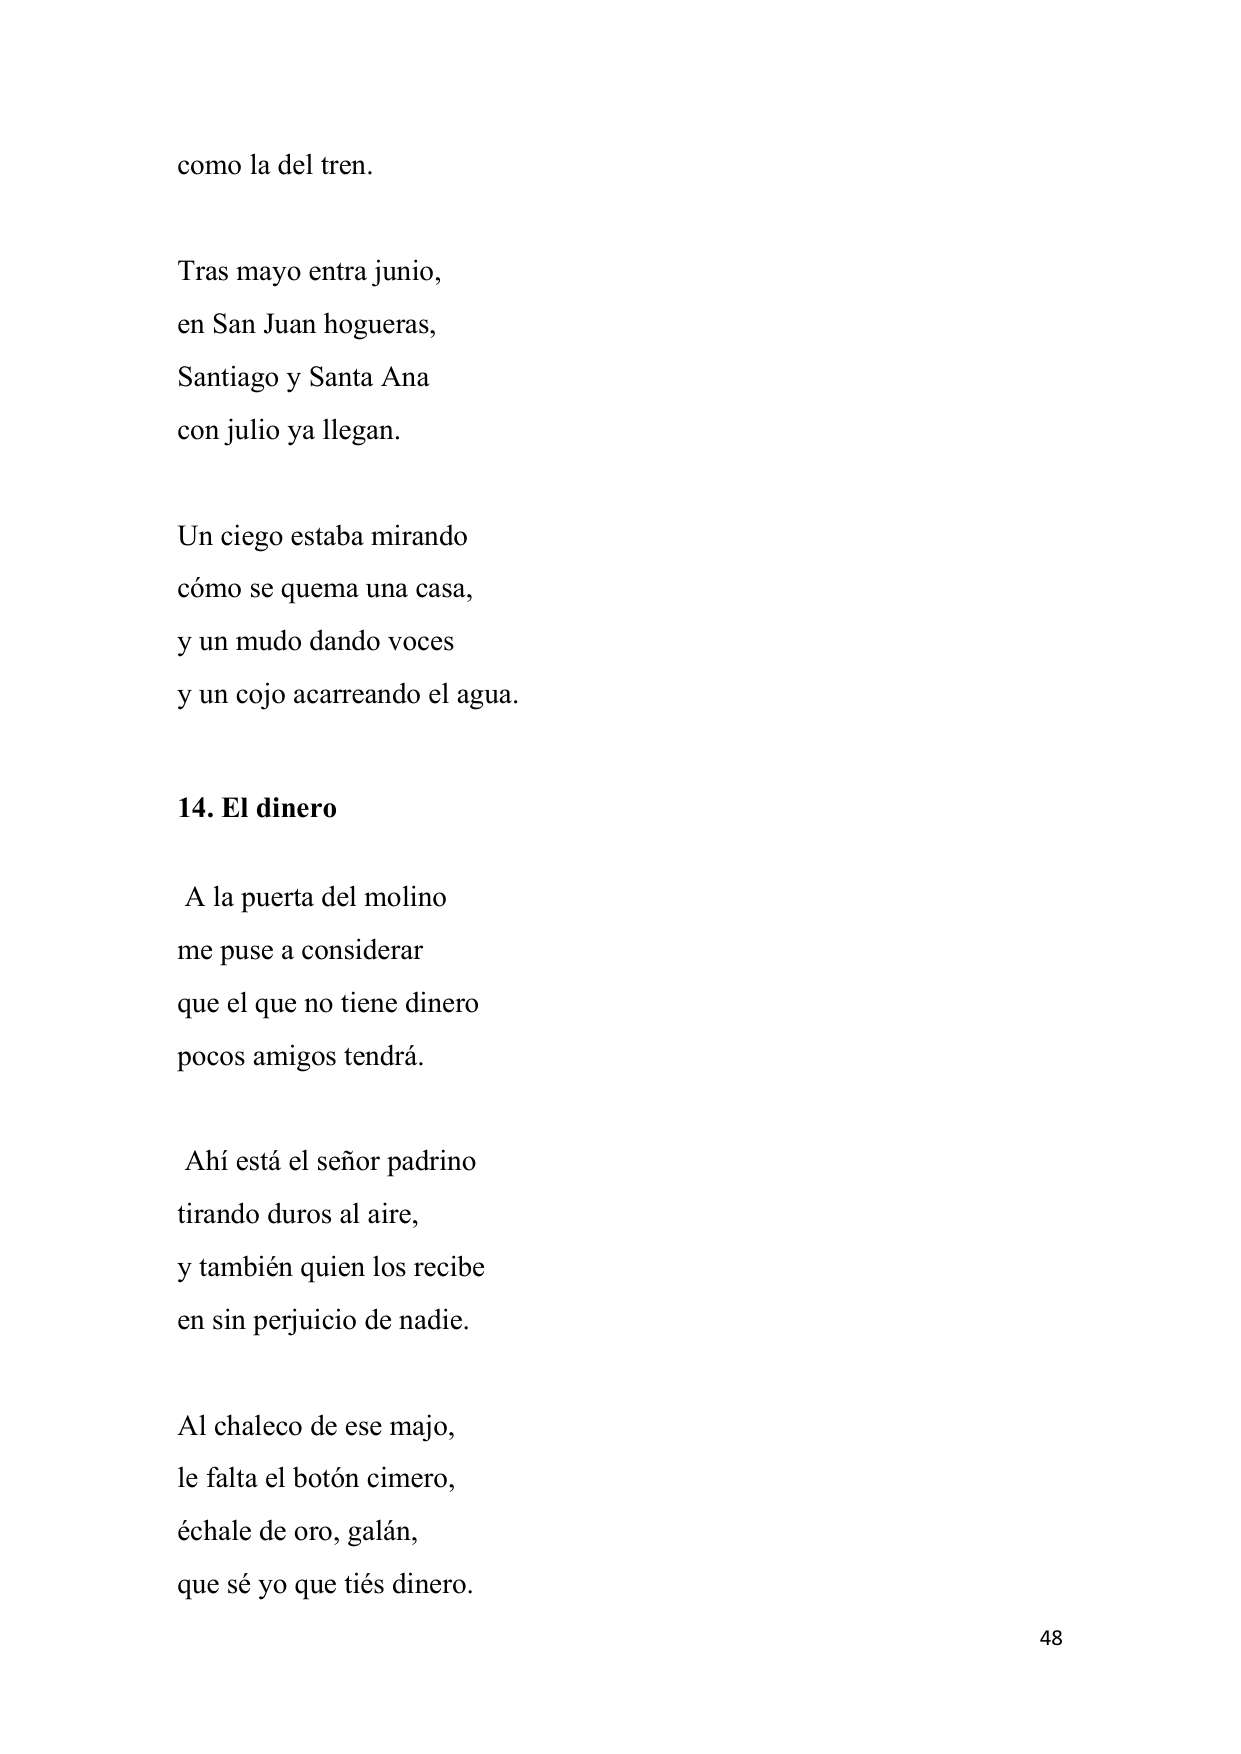 como la del tren.
Tras mayo entra junio,
en San Juan hogueras,
Santiago y Santa Ana
con julio ya llegan.
Un ciego estaba mirando
cómo se quema una casa,
y un mudo dando voces
y un cojo acarreando el agua.
14. El dinero
A la puerta del molino
me puse a considerar
que el que no tiene dinero
pocos amigos tendrá.
Ahí está el señor padrino
tirando duros al aire,
y también quien los recibe
en sin perjuicio de nadie.
Al chaleco de ese majo,
le falta el botón cimero,
échale de oro, galán,
que sé yo que tiés dinero.
48